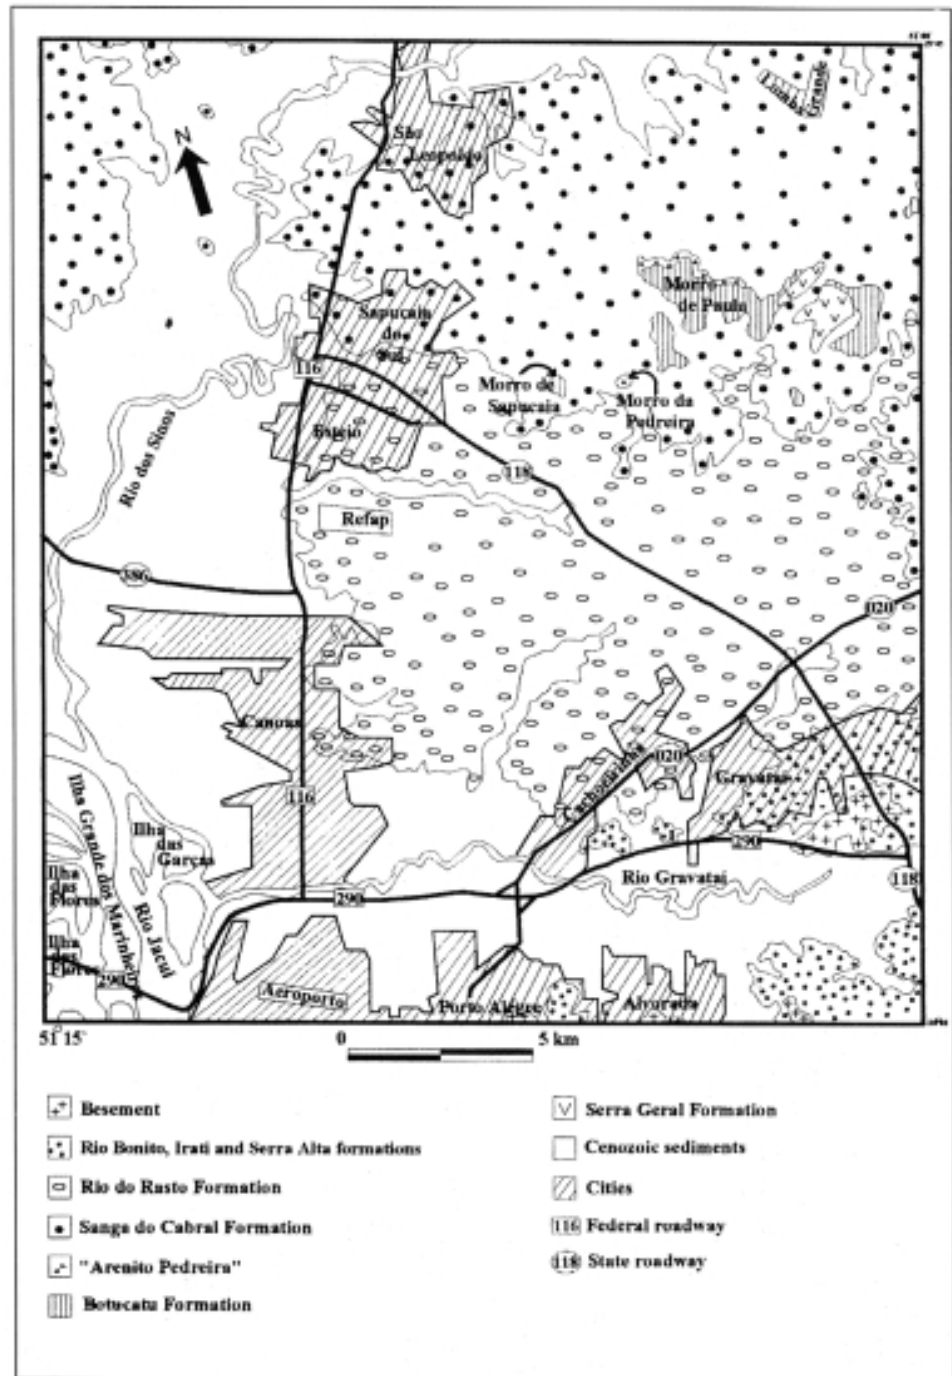 N
São
Leopoldo
Lomba
Grande
Sapucaia
do
Sul
Morro
de Paula
116
Morro de
Sapucaia
Morro da
Pedreira
Esteio
118
Rio dos Sinos
Refap
386
020
Canoas
Cachoeirinha
020
Gravataí
116
Ilha Grande dos Marinheiros
Ilha
das
Garças
290
Ilha
das
Flores
Rio Jacuí
Rio Gravataí
118
290
Ilha
das
Flores
290
Aeroporto
Porto Alegre
Alvorada
51°15'
0
5 km
Besement
Rio Bonito, Irati and Serra Alta formations
Rio do Rasto Formation
Sanga do Cabral Formation
"Arenito Pedreira"
Botucatu Formation
Serra Geral Formation
Cenozoic sediments
Cities
116 Federal roadway
118 State roadway